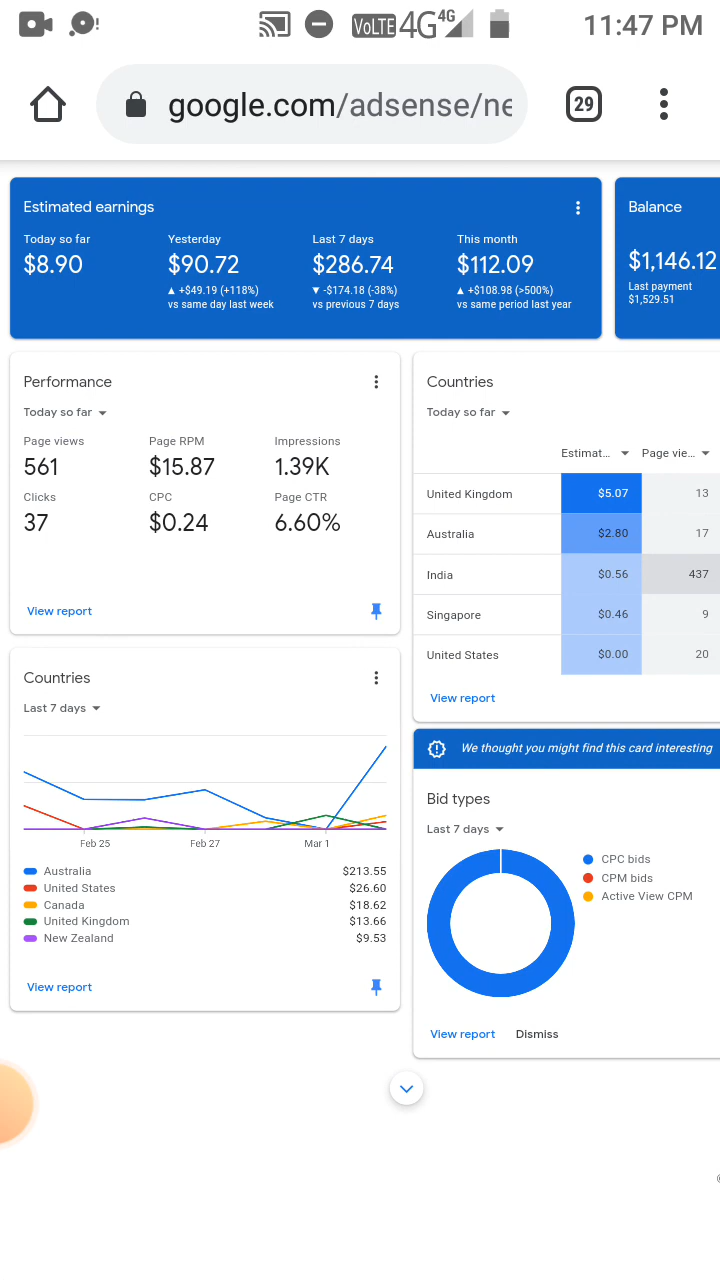 VoLTE 4G 4G 11:47 PM
google.com/adsense/ne
29
Estimated earnings
Today so far
$8.90
Yesterday
$90.72
▲ +$49.19 (+118%)
vs same day last week
Last 7 days
$286.74
▼ -$174.18 (-38%)
vs previous 7 days
This month
$112.09
▲ +$108.98 (>500%)
vs same period last year
Balance
$1,146.12
Last payment
$1,529.51
Performance
Today so far
Page views
561
Page RPM
$15.87
Impressions
1.39K
Clicks
37
CPC
$0.24
Page CTR
6.60%
View report
Countries
Today so far
Estimat... Page vie...
United Kingdom $5.07 13
Australia $2.80 17
India $0.56 437
Singapore $0.46 9
United States $0.00 20
View report
Countries
Last 7 days
Feb 25 Feb 27 Mar 1
Australia $213.55
United States $26.60
Canada $18.62
United Kingdom $13.66
New Zealand $9.53
View report
We thought you might find this card interesting
Bid types
Last 7 days
CPC bids
CPM bids
Active View CPM
View report Dismiss